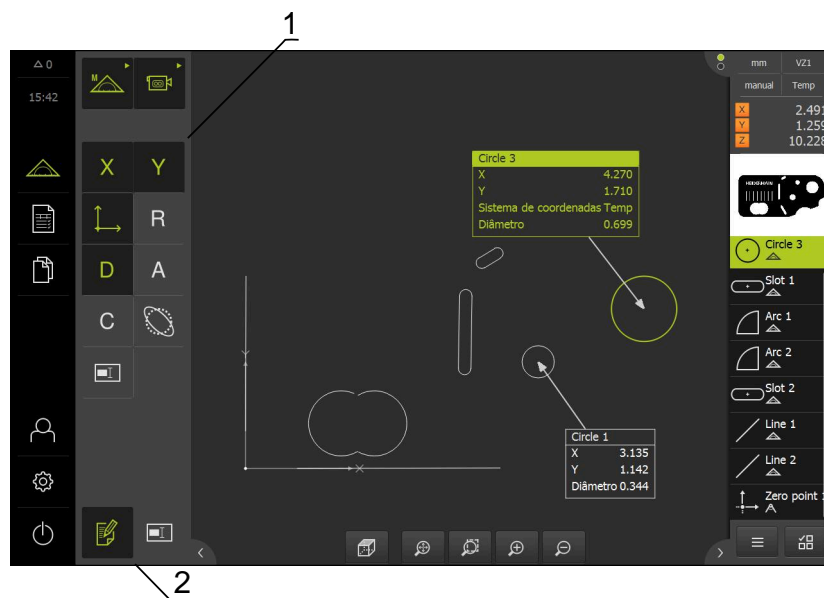 1
0
15:42
M
X Y
R
D A
C
Circle 3
X 4.270
Y 1.710
Sistema de coordenadas Temp
Diâmetro 0.699
Y
X
Circle 1
X 3.135
Y 1.142
Diâmetro 0.344
mm VZ1
manual Temp
X 2.491
Y 1.259
Z 10.228
HEIDENHAIN
Circle 3
Slot 1
Arc 1
Arc 2
Slot 2
Line 1
Line 2
Zero point 1
2